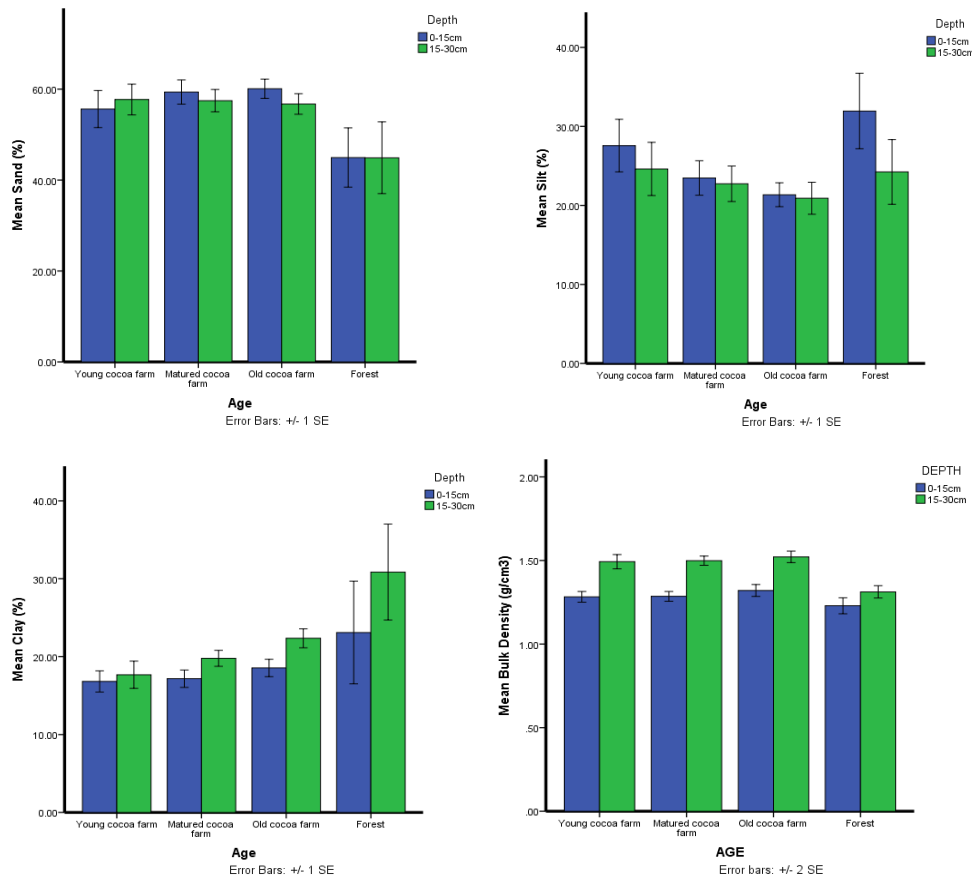 Depth
0-15cm
15-30cm
60.00
40.00
20.00
0.00
Mean Sand (%)
Young cocoa farm
Matured cocoa
farm
Old cocoa farm
Forest
Age
Error Bars: +/- 1 SE
Depth
0-15cm
15-30cm
40.00
30.00
20.00
10.00
0.00
Mean Silt (%)
Young cocoa farm
Matured cocoa
farm
Old cocoa farm
Forest
Age
Error Bars: +/- 1 SE
Depth
0-15cm
15-30cm
40.00
30.00
20.00
10.00
0.00
Mean Clay (%)
Young cocoa farm
Matured cocoa
farm
Old cocoa farm
Forest
Age
Error Bars: +/- 1 SE
DEPTH
0-15cm
15-30cm
2.00
1.50
1.00
.50
.00
Mean Bulk Density (g/cm3)
Young cocoa farm
Matured cocoa
farm
Old cocoa farm
Forest
AGE
Error bars: +/- 2 SE